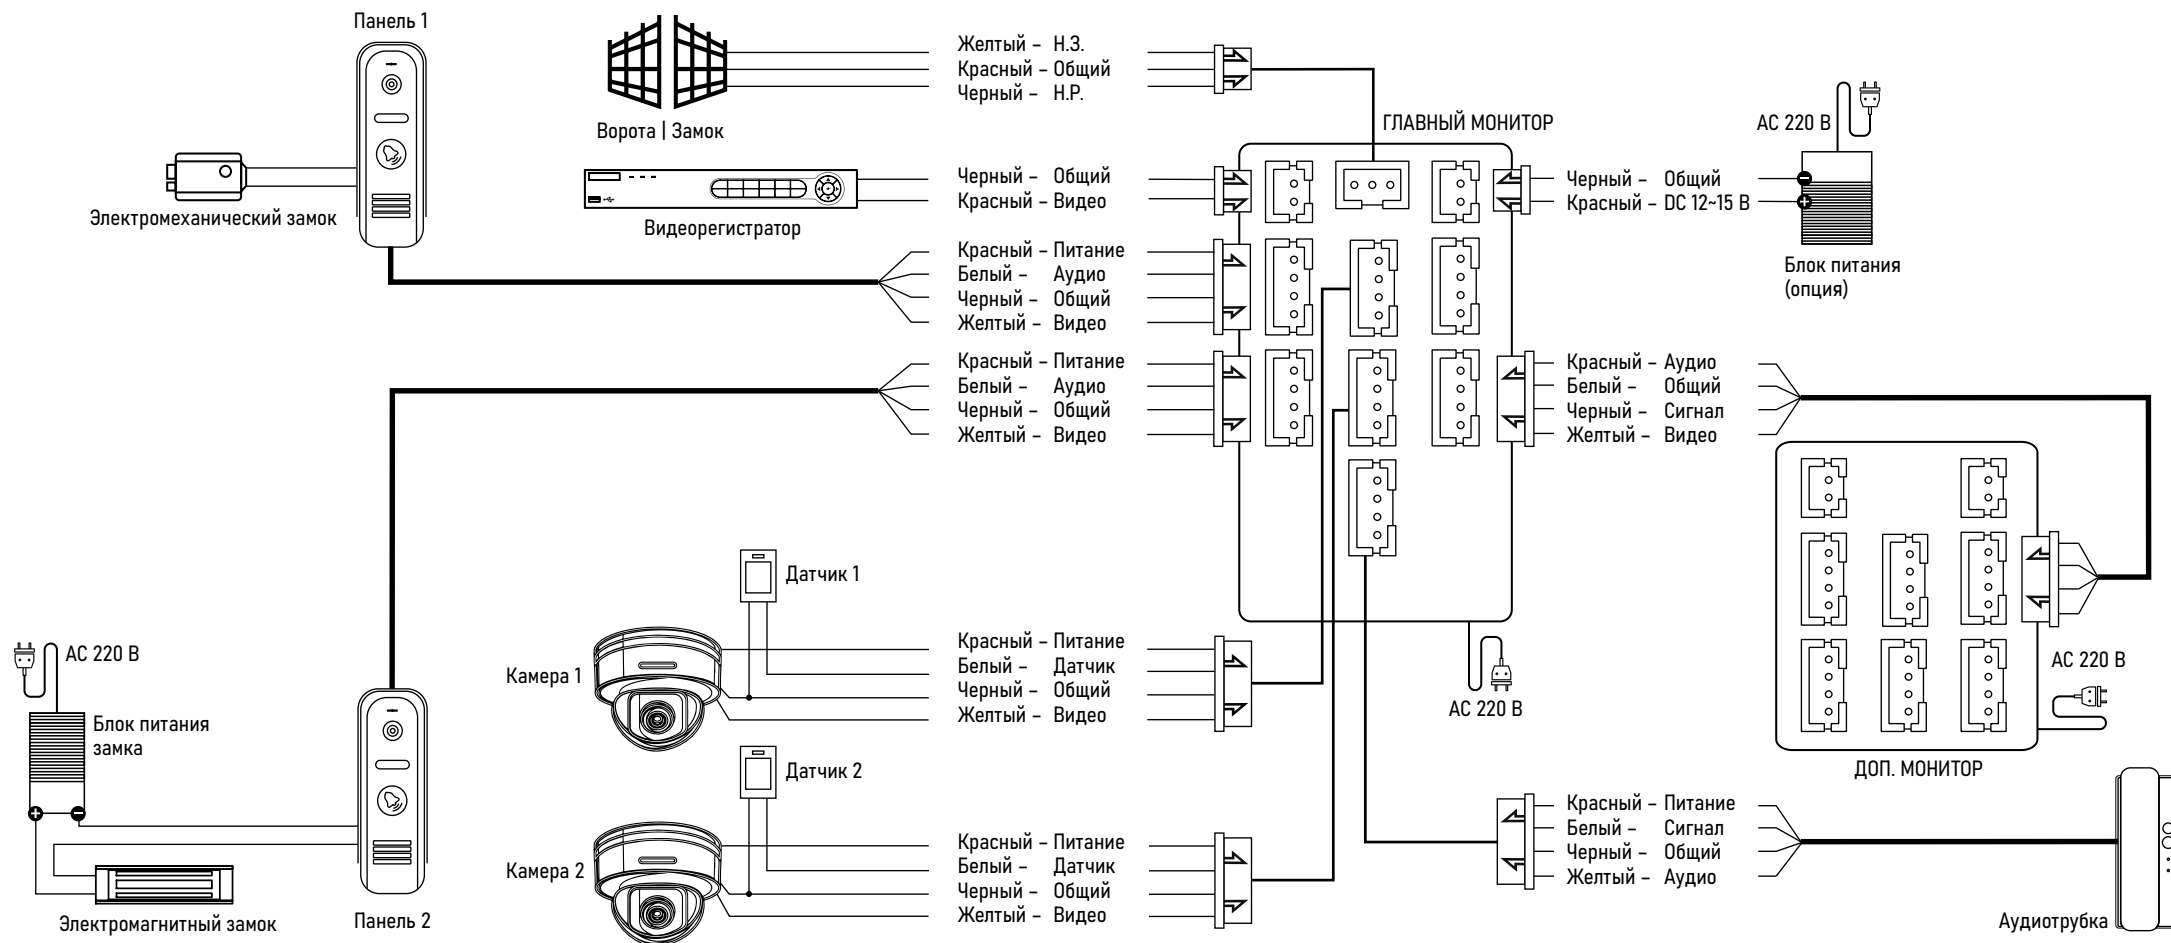 Панель 1
Электромеханический замок
Ворота | Замок
Желтый – Н.З.
Красный – Общий
Черный – Н.Р.
Видеорегистратор
Черный – Общий
Красный – Видео
Красный – Питание
Белый – Аудио
Черный – Общий
Желтый – Видео
Красный – Питание
Белый – Аудио
Черный – Общий
Желтый – Видео
ГЛАВНЫЙ МОНИТОР
АС 220 В
Черный – Общий
Красный – DC 12~15 В
Блок питания
(опция)
Красный – Аудио
Белый – Общий
Черный – Сигнал
Желтый – Видео
Датчик 1
Камера 1
Красный – Питание
Белый – Датчик
Черный – Общий
Желтый – Видео
АС 220 В
АС 220 В
ДОП. МОНИТОР
АС 220 В
Блок питания
замка
Электромагнитный замок
Панель 2
Датчик 2
Камера 2
Красный – Питание
Белый – Датчик
Черный – Общий
Желтый – Видео
Красный – Питание
Белый – Сигнал
Черный – Общий
Желтый – Аудио
Аудиотрубка